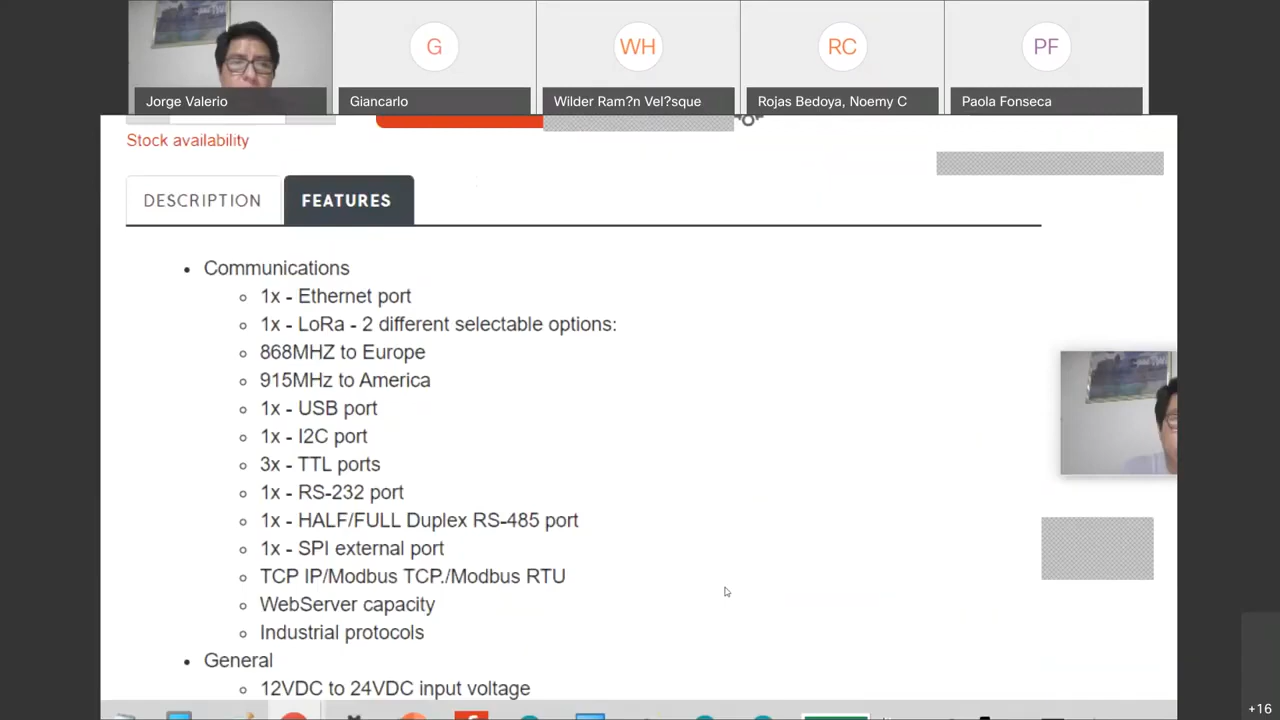 G
WH
RC
PF
Jorge Valerio
Giancarlo
Wilder Ram?n Vel?sque
Rojas Bedoya, Noemy C
Paola Fonseca
Stock availability
DESCRIPTION
FEATURES
Communications
1x - Ethernet port
1x - LoRa - 2 different selectable options:
868MHZ to Europe
915MHz to America
1x - USB port
1x - I2C port
3x - TTL ports
1x - RS-232 port
1x - HALF/FULL Duplex RS-485 port
1x - SPI external port
TCP IP/Modbus TCP./Modbus RTU
WebServer capacity
Industrial protocols
General
12VDC to 24VDC input voltage
+16